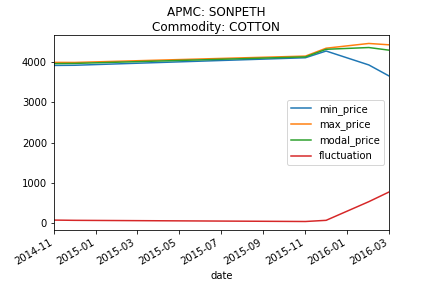 APMC: SONPETH
Commodity: COTTON
4000
3000
2000
1000
0
min_price
max_price
modal_price
fluctuation
2014-11
2015-01
2015-03
2015-05
2015-07
2015-09
2015-11
2016-01
2016-03
date